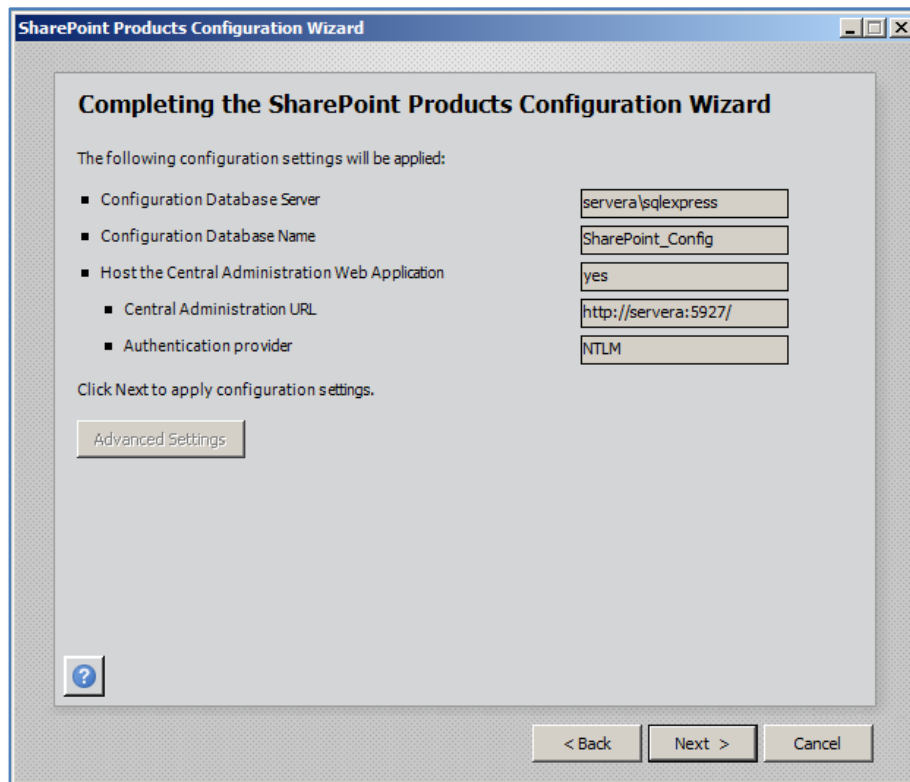 SharePoint Products Configuration Wizard
Completing the SharePoint Products Configuration Wizard
The following configuration settings will be applied:
Configuration Database Server servera\sqlexpress
Configuration Database Name SharePoint_Config
Host the Central Administration Web Application yes
Central Administration URL http://servera:5927/
Authentication provider NTLM
Click Next to apply configuration settings.
Advanced Settings
?
< Back Next > Cancel